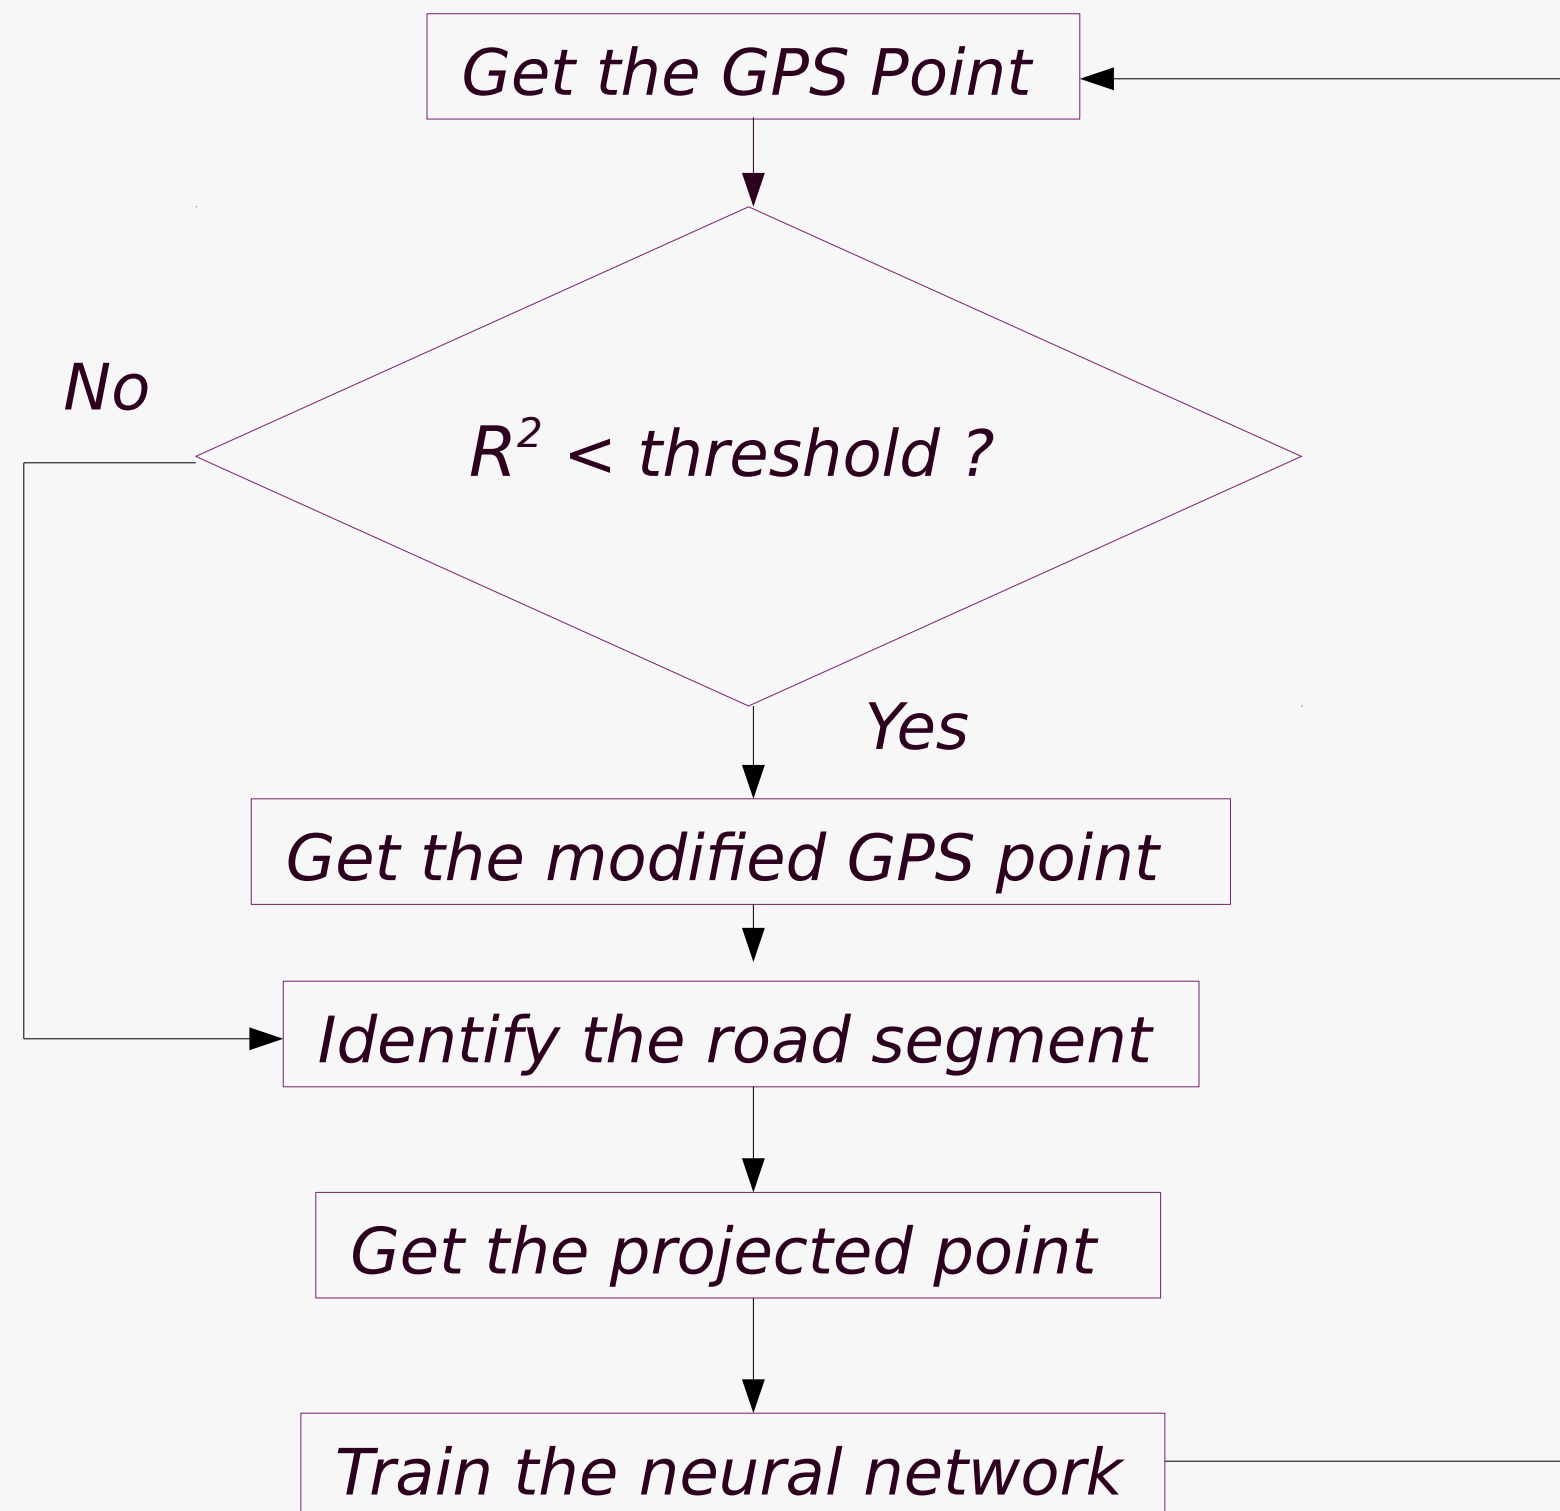 Get the GPS Point
No
R² < threshold ?
Yes
Get the modified GPS point
Identify the road segment
Get the projected point
Train the neural network